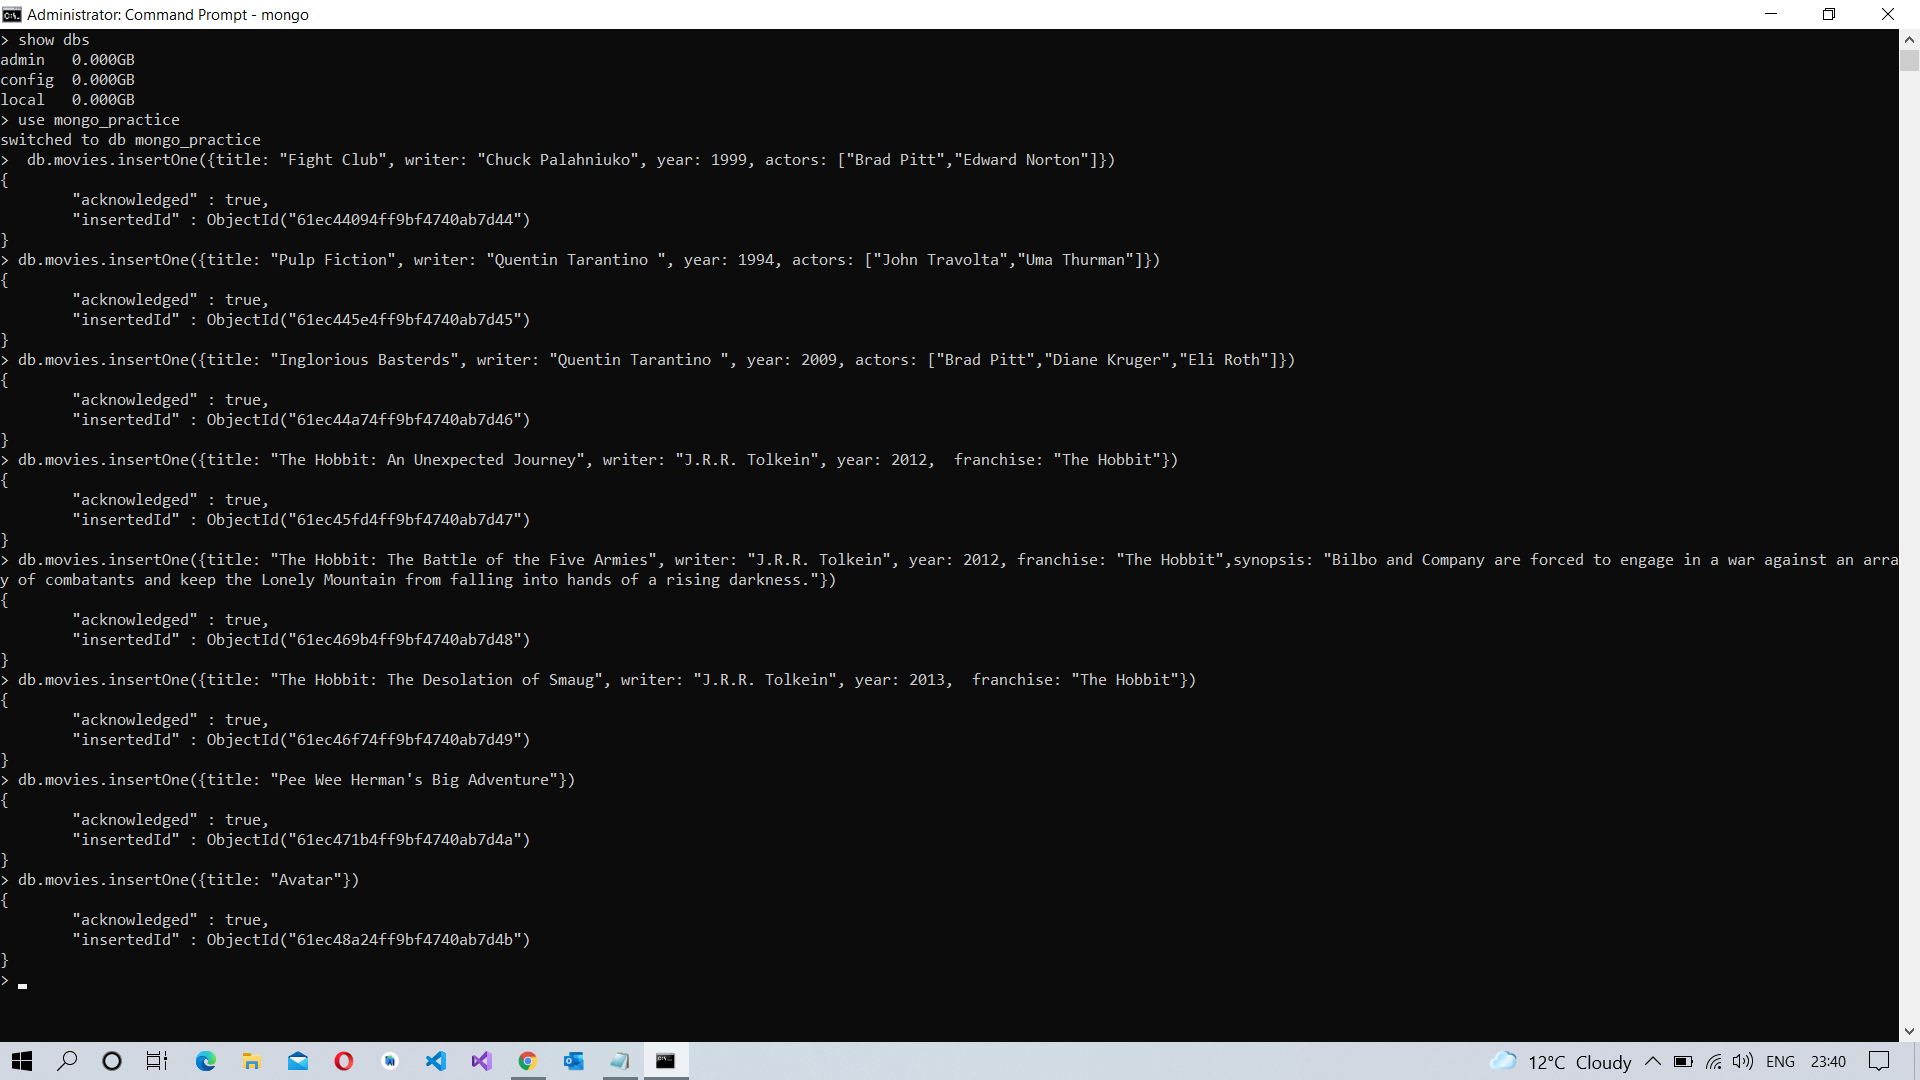 Administrator: Command Prompt - mongo
> show dbs
admin   0.000GB
config  0.000GB
local   0.000GB
> use mongo_practice
switched to db mongo_practice
>  db.movies.insertOne({title: "Fight Club", writer: "Chuck Palahniuko", year: 1999, actors: ["Brad Pitt","Edward Norton"]})
{
        "acknowledged" : true,
        "insertedId" : ObjectId("61ec44094ff9bf4740ab7d44")
}
> db.movies.insertOne({title: "Pulp Fiction", writer: "Quentin Tarantino ", year: 1994, actors: ["John Travolta","Uma Thurman"]})
{
        "acknowledged" : true,
        "insertedId" : ObjectId("61ec445e4ff9bf4740ab7d45")
}
> db.movies.insertOne({title: "Inglorious Basterds", writer: "Quentin Tarantino ", year: 2009, actors: ["Brad Pitt","Diane Kruger","Eli Roth"]})
{
        "acknowledged" : true,
        "insertedId" : ObjectId("61ec44a74ff9bf4740ab7d46")
}
> db.movies.insertOne({title: "The Hobbit: An Unexpected Journey", writer: "J.R.R. Tolkein", year: 2012,  franchise: "The Hobbit"})
{
        "acknowledged" : true,
        "insertedId" : ObjectId("61ec45fd4ff9bf4740ab7d47")
}
> db.movies.insertOne({title: "The Hobbit: The Battle of the Five Armies", writer: "J.R.R. Tolkein", year: 2012, franchise: "The Hobbit",synopsis: "Bilbo and Company are forced to engage in a war against an arra
y of combatants and keep the Lonely Mountain from falling into hands of a rising darkness."})
{
        "acknowledged" : true,
        "insertedId" : ObjectId("61ec469b4ff9bf4740ab7d48")
}
> db.movies.insertOne({title: "The Hobbit: The Desolation of Smaug", writer: "J.R.R. Tolkein", year: 2013,  franchise: "The Hobbit"})
{
        "acknowledged" : true,
        "insertedId" : ObjectId("61ec46f74ff9bf4740ab7d49")
}
> db.movies.insertOne({title: "Pee Wee Herman's Big Adventure"})
{
        "acknowledged" : true,
        "insertedId" : ObjectId("61ec471b4ff9bf4740ab7d4a")
}
> db.movies.insertOne({title: "Avatar"})
{
        "acknowledged" : true,
        "insertedId" : ObjectId("61ec48a24ff9bf4740ab7d4b")
}
>
12°C Cloudy ENG 23:40